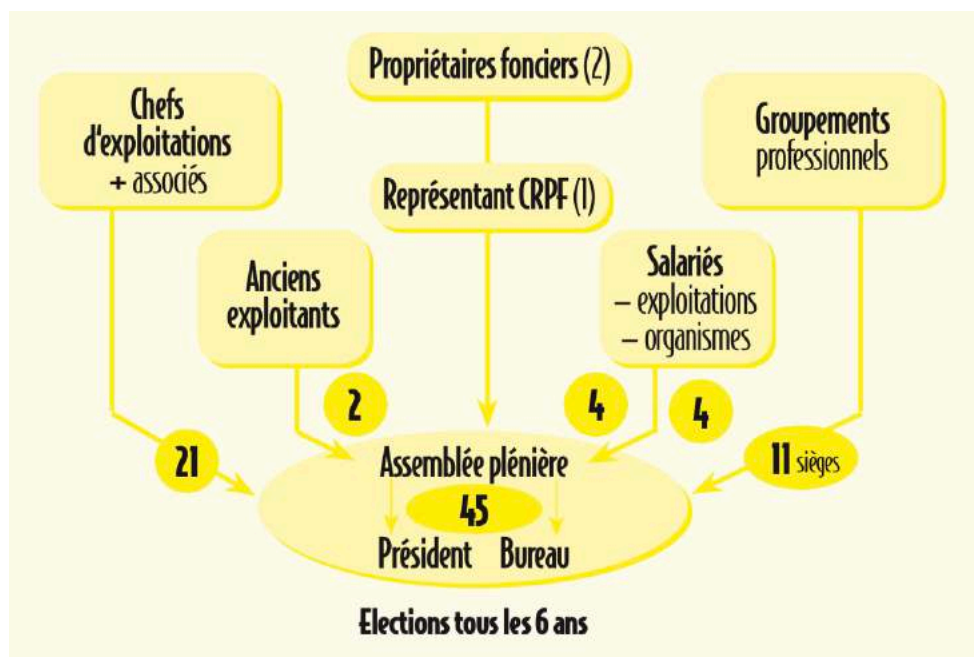 Propriétaires fonciers (2)
Chefs
d'exploitations
+ associés
Groupements
professionnels
Représentant CRPF (1)
Anciens
exploitants
Salariés
– exploitations
– organismes
2
4
4
21
11 sièges
Assemblée plénière
45
Président Bureau
Elections tous les 6 ans